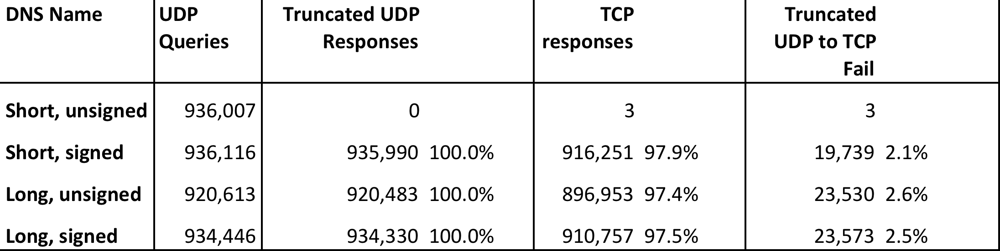 DNS Name UDP Truncated UDP TCP Truncated
Queries Responses responses UDP to TCP
Fail
Short, unsigned 936,007 0 3 3
Short, signed 936,116 935,990 100.0% 916,251 97.9% 19,739 2.1%
Long, unsigned 920,613 920,483 100.0% 896,953 97.4% 23,530 2.6%
Long, signed 934,446 934,330 100.0% 910,757 97.5% 23,573 2.5%